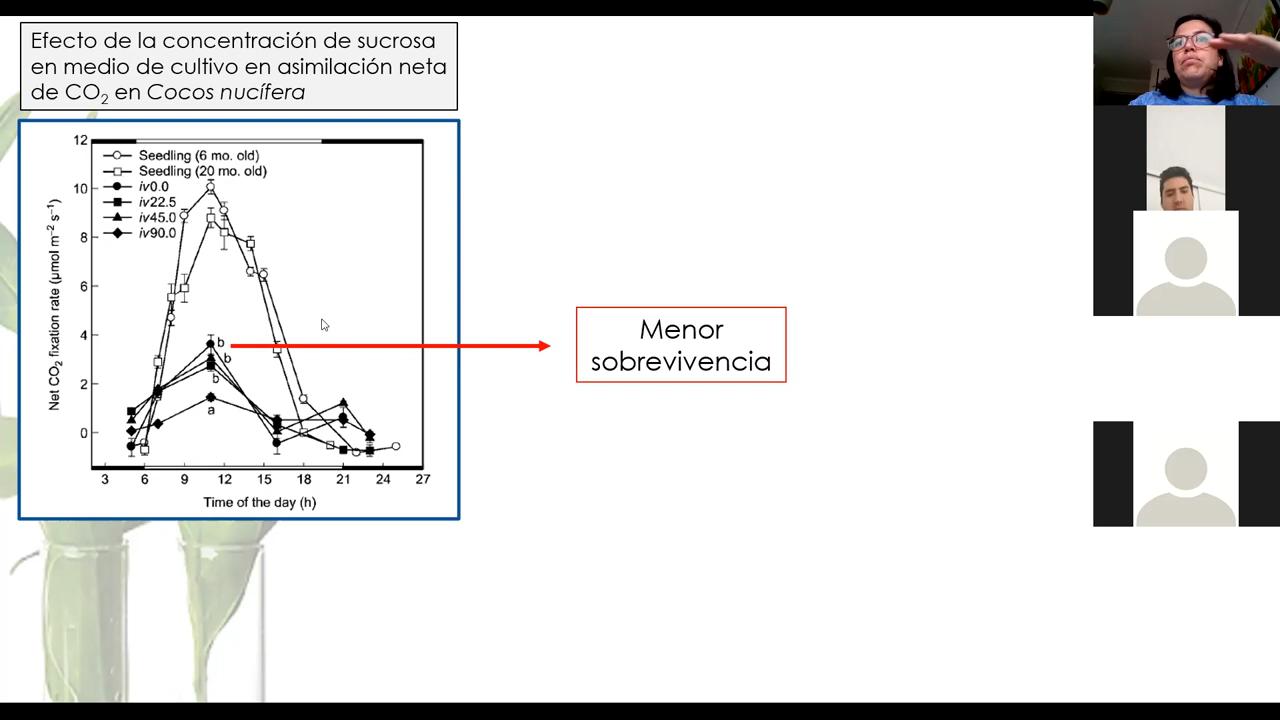 Efecto de la concentración de sucrosa
en medio de cultivo en asimilación neta
de CO₂ en Cocos nucífera
Net CO₂ fixation rate (µmol m⁻² s⁻¹)
12
10
8
6
4
2
0
Seedling (6 mo. old)
Seedling (20 mo. old)
iv0.0
iv22.5
iv45.0
iv90.0
b
b
b
a
3 6 9 12 15 18 21 24 27
Time of the day (h)
Menor
sobrevivencia